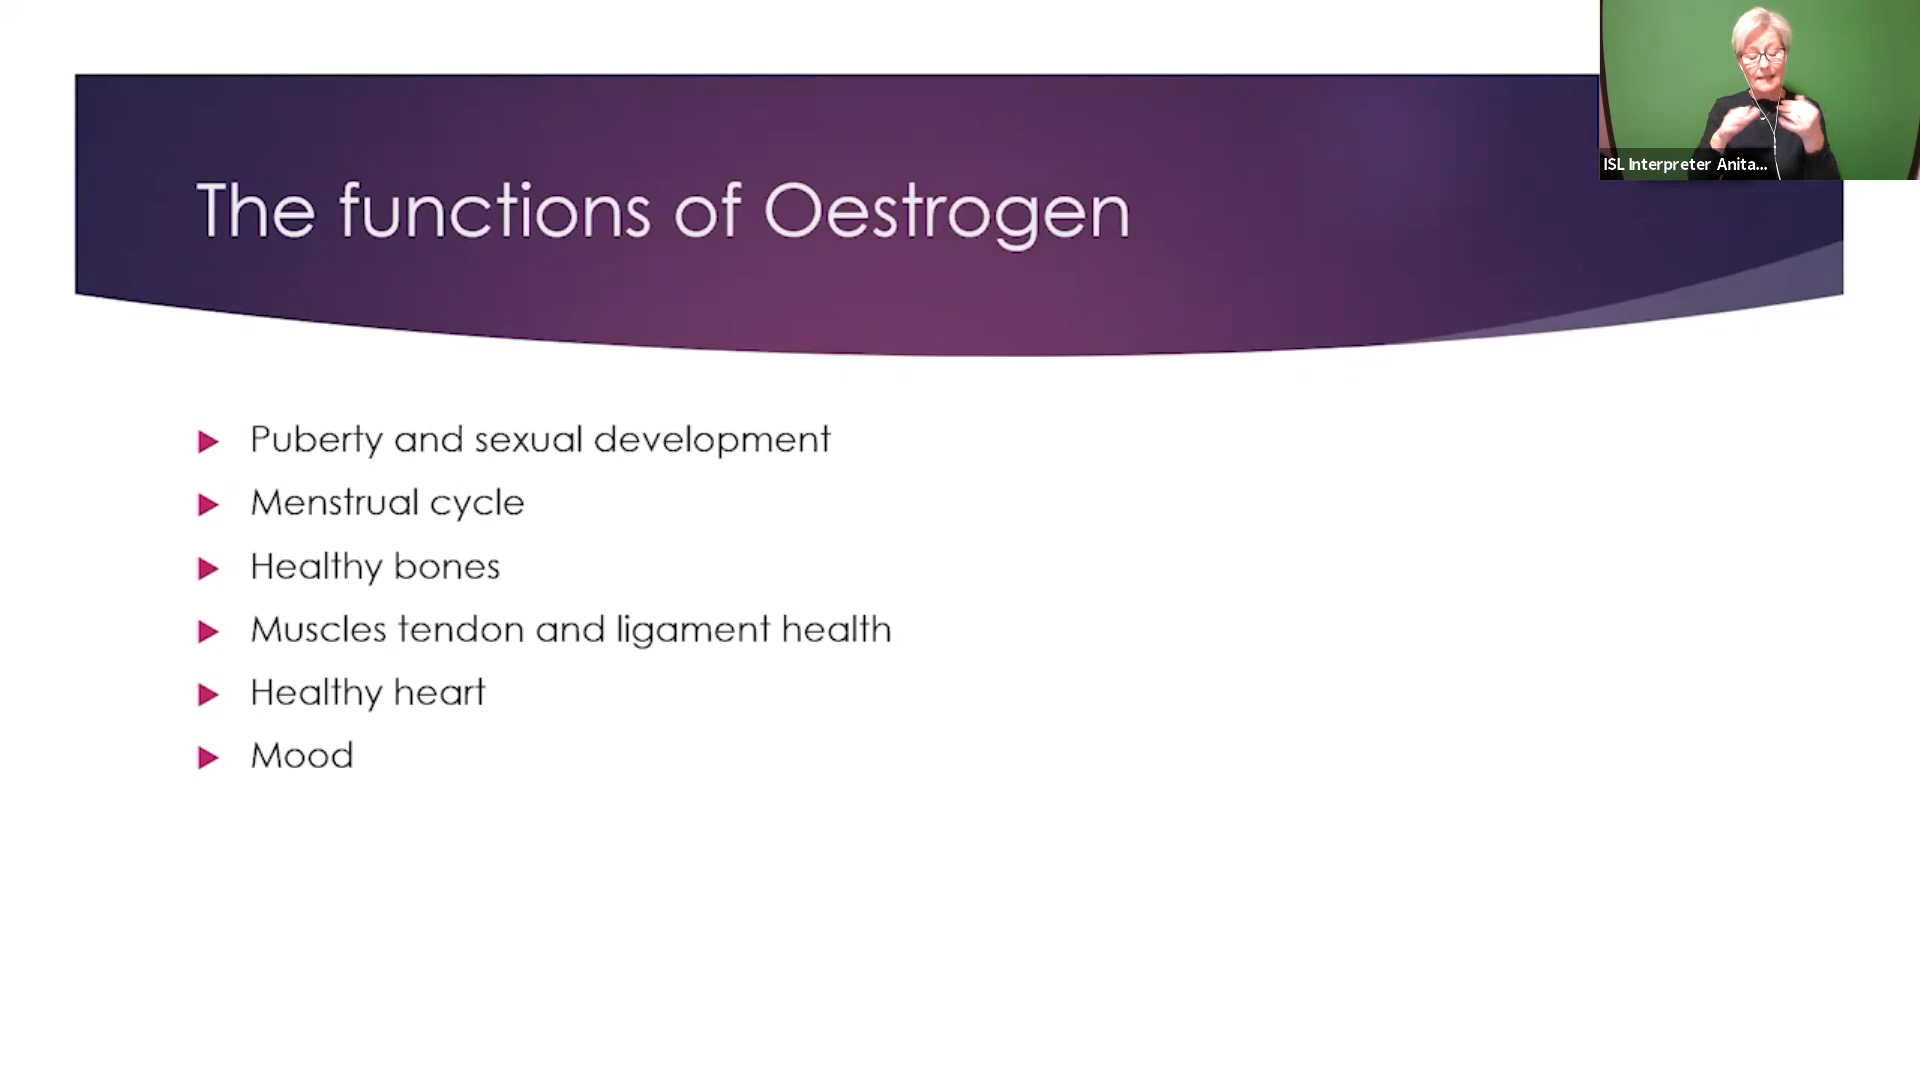 The functions of Oestrogen
ISL Interpreter Anita...
Puberty and sexual development
Menstrual cycle
Healthy bones
Muscles tendon and ligament health
Healthy heart
Mood